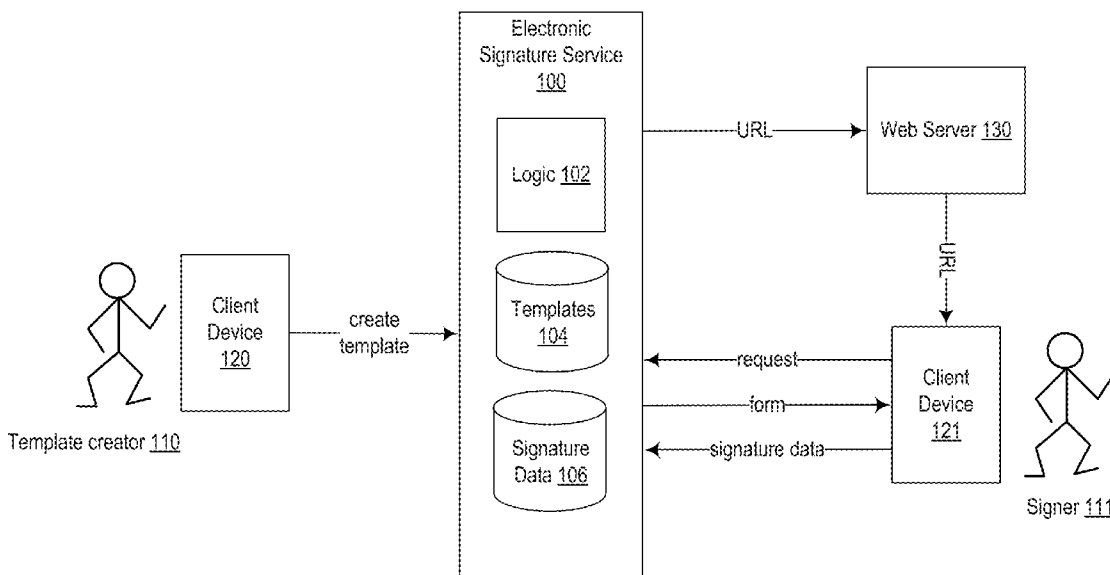 Electronic
Signature Service
100
Logic 102
Templates
104
Signature
Data 106
URL
Web Server 130
URL
Client
Device
120
create
template
Template creator 110
request
form
signature data
Client
Device
121
Signer 111